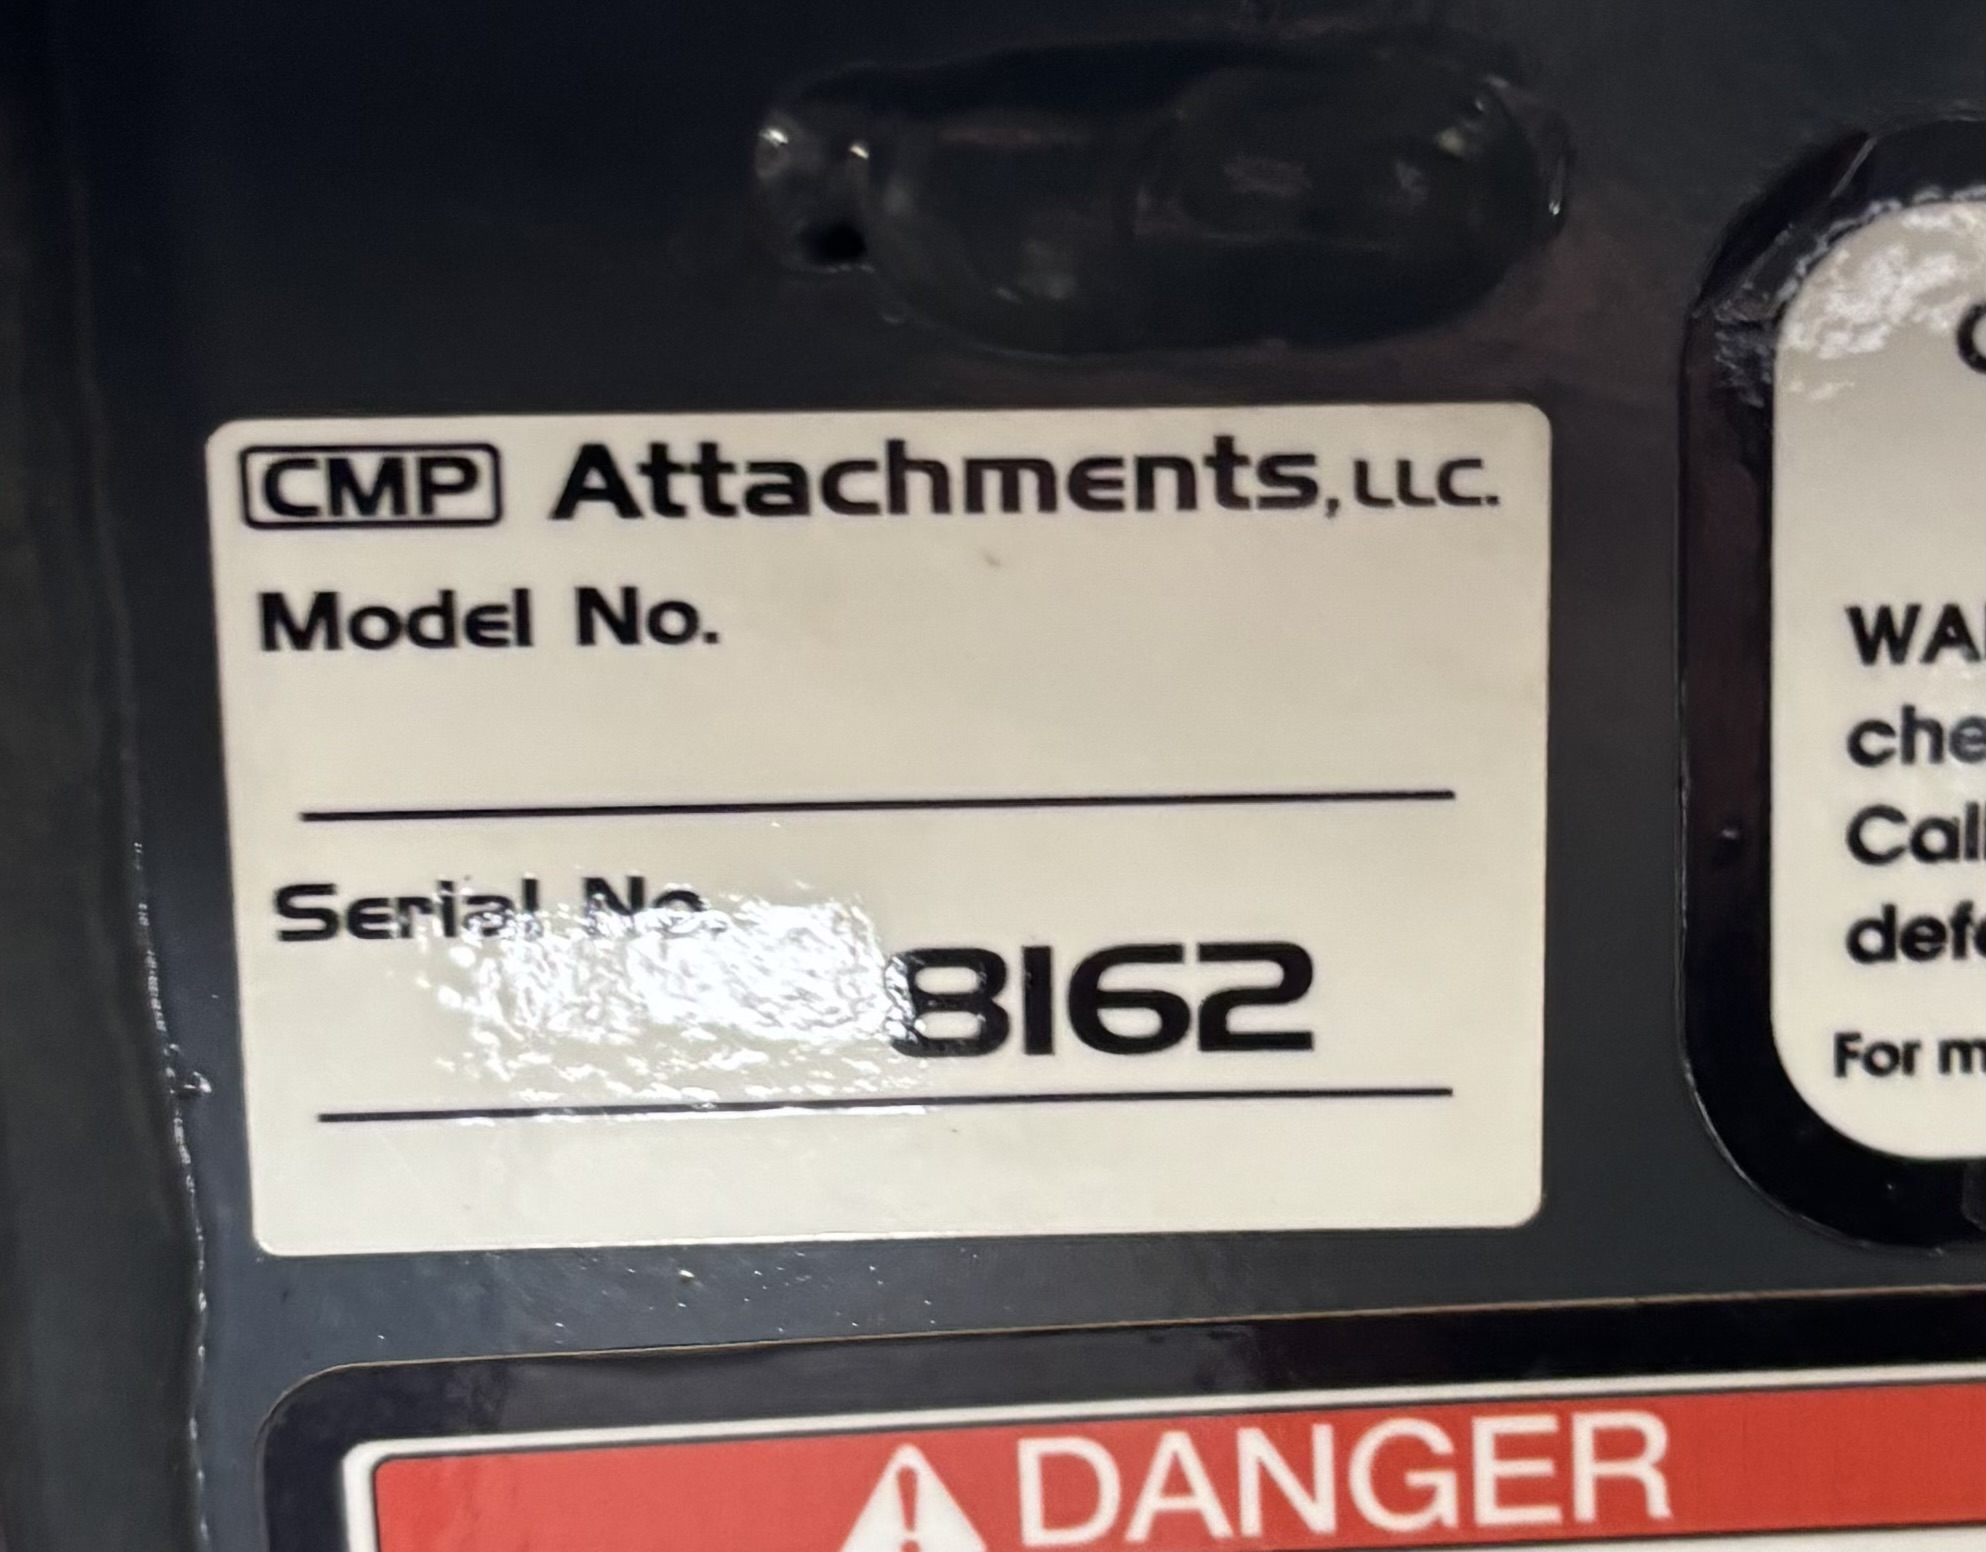 CMP Attachments, LLC.
Model No.
Serial No.
8162
WA
che
Cal
def
For m
DANGER